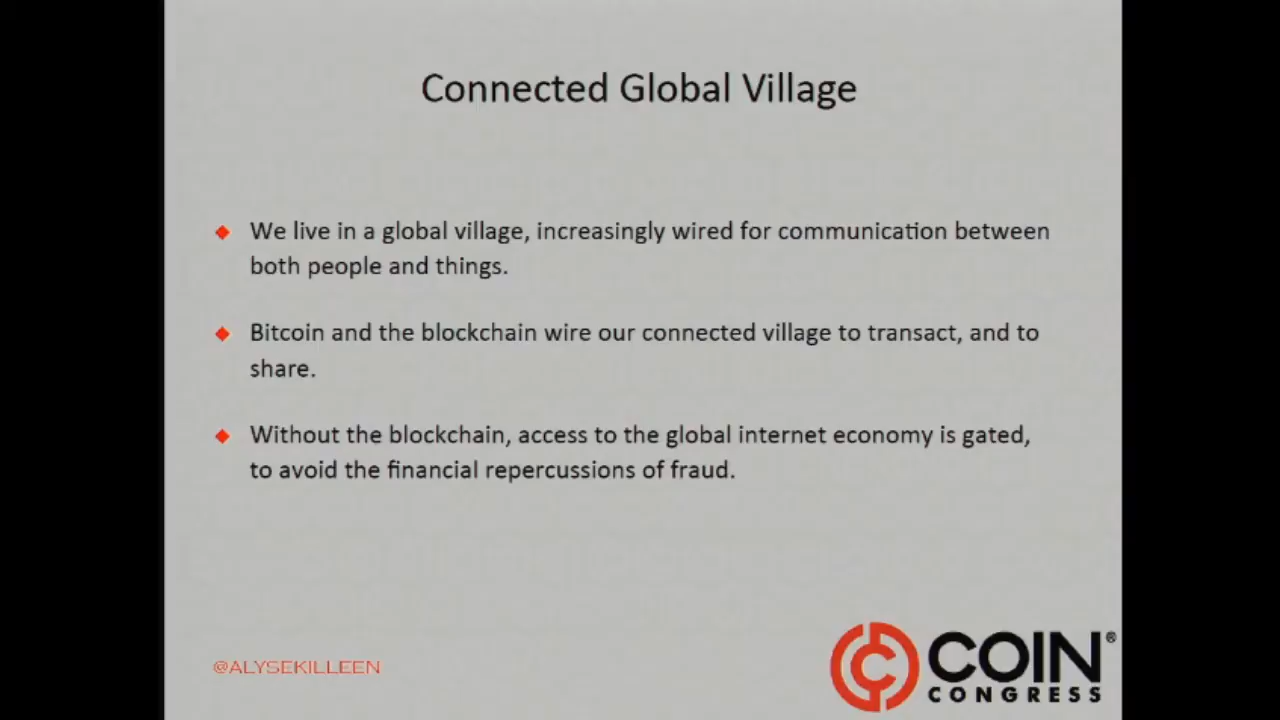 Connected Global Village
We live in a global village, increasingly wired for communication between
both people and things.
Bitcoin and the blockchain wire our connected village to transact, and to
share.
Without the blockchain, access to the global internet economy is gated,
to avoid the financial repercussions of fraud.
@ALYSEKILLEEN
COIN®
CONGRESS